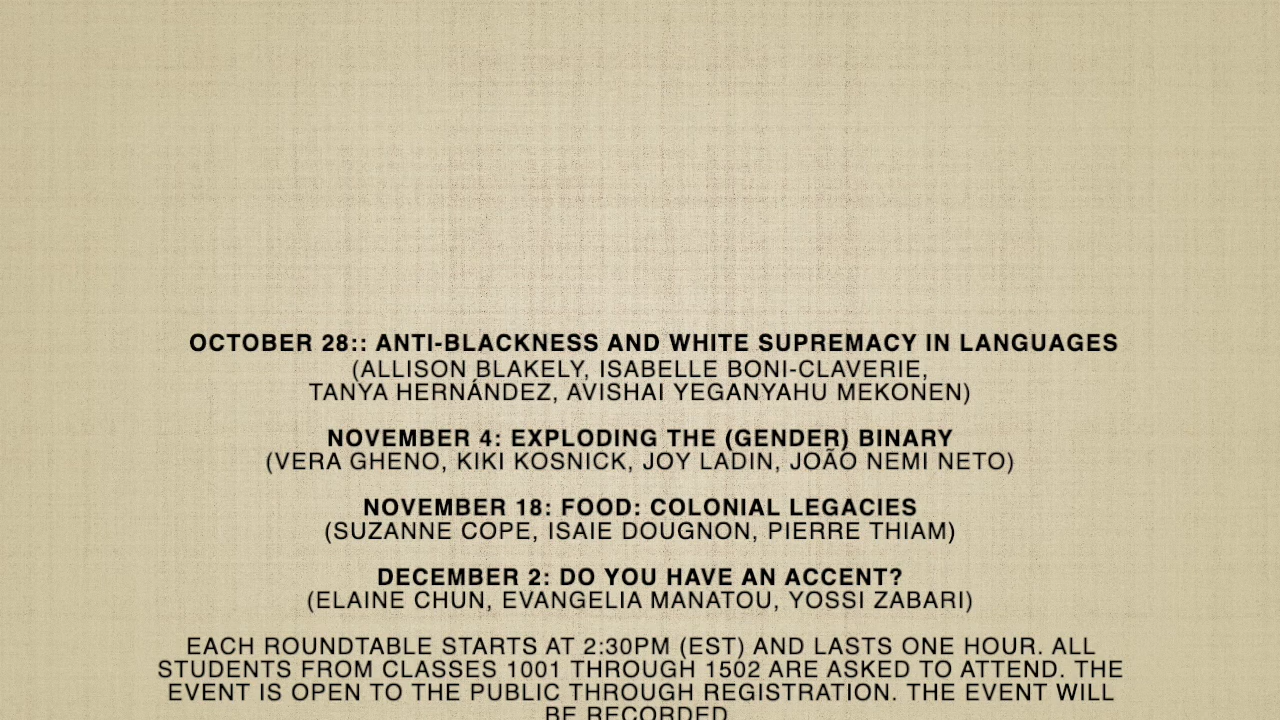 OCTOBER 28:: ANTI-BLACKNESS AND WHITE SUPREMACY IN LANGUAGES
(ALLISON BLAKELY, ISABELLE BONI-CLAVERIE,
TANYA HERNÁNDEZ, AVISHAI YEGANYAHU MEKONEN)
NOVEMBER 4: EXPLODING THE (GENDER) BINARY
(VERA GHENO, KIKI KOSNICK, JOY LADIN, JOÃO NEMI NETO)
NOVEMBER 18: FOOD: COLONIAL LEGACIES
(SUZANNE COPE, ISAIE DOUGNON, PIERRE THIAM)
DECEMBER 2: DO YOU HAVE AN ACCENT?
(ELAINE CHUN, EVANGELIA MANATOU, YOSSI ZABARI)
EACH ROUNDTABLE STARTS AT 2:30PM (EST) AND LASTS ONE HOUR. ALL
STUDENTS FROM CLASSES 1001 THROUGH 1502 ARE ASKED TO ATTEND. THE
EVENT IS OPEN TO THE PUBLIC THROUGH REGISTRATION. THE EVENT WILL
BE RECORDED